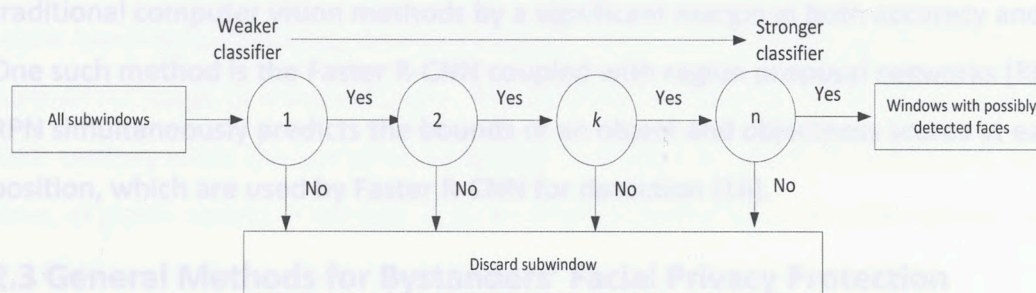 traditional computer vision methods by a significant margin in both accuracy and
Weaker
classifier
Stronger
classifier
One such method is the Faster R-CNN coupled with region proposal networks
All subwindows
1
Yes
2
Yes
k
Yes
n
Yes
Windows with possibly
detected faces
RPN simultaneously predicts the bounds of an object and
position, which are used by Faster R-CNN for detection
No
No
No
No
Discard subwindow
2.3 General Methods for Bystanders' Facial Privacy Protection